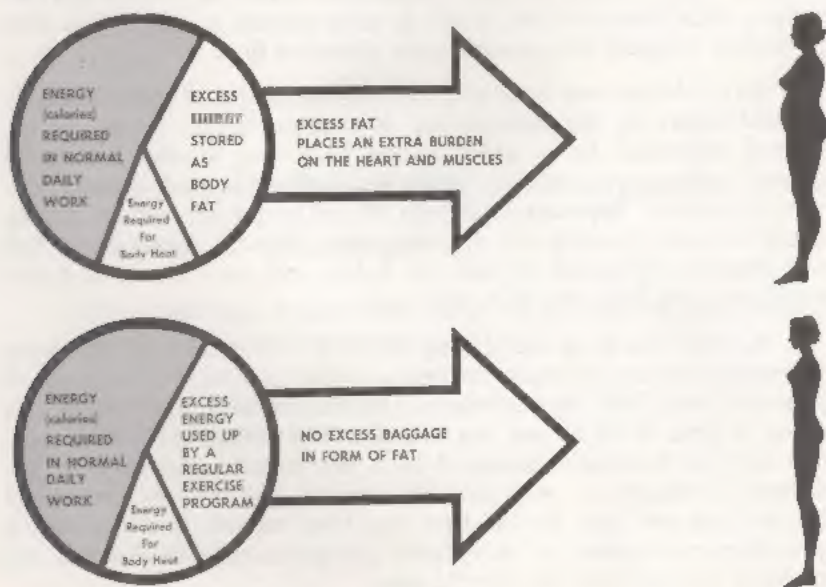 ENERGY
(calories)
REQUIRED
IN NORMAL
DAILY
WORK
Energy
Required
For
Body Heat
EXCESS
ENERGY
STORED
AS
BODY
FAT
EXCESS FAT
PLACES AN EXTRA BURDEN
ON THE HEART AND MUSCLES
ENERGY
(calories)
REQUIRED
IN NORMAL
DAILY
WORK
Energy
Required
For
Body Heat
EXCESS
ENERGY
USED UP
BY A
REGULAR
EXERCISE
PROGRAM
NO EXCESS BAGGAGE
IN FORM OF FAT